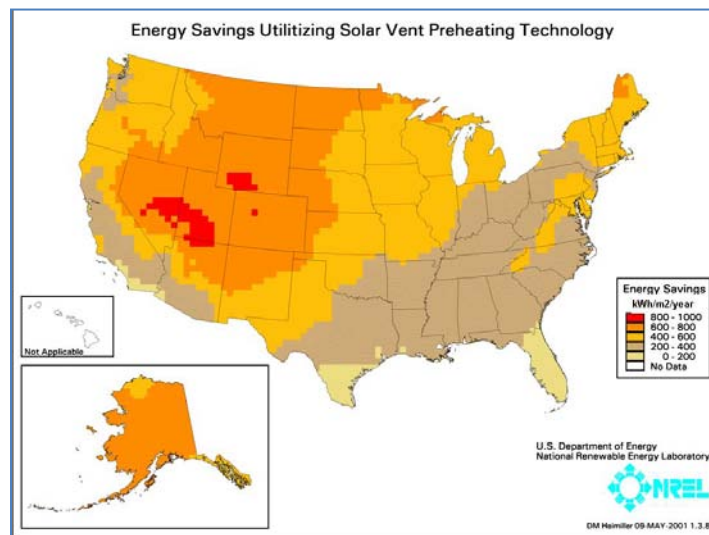 Energy Savings Utilitizing Solar Vent Preheating Technology
Not Applicable
Energy Savings
kWh/m2/year
800 - 1000
600 - 800
400 - 600
200 - 400
0 - 200
No Data
U.S. Department of Energy
National Renewable Energy Laboratory
NREL
DM Heimiller 09-MAY-2001 1.3.8